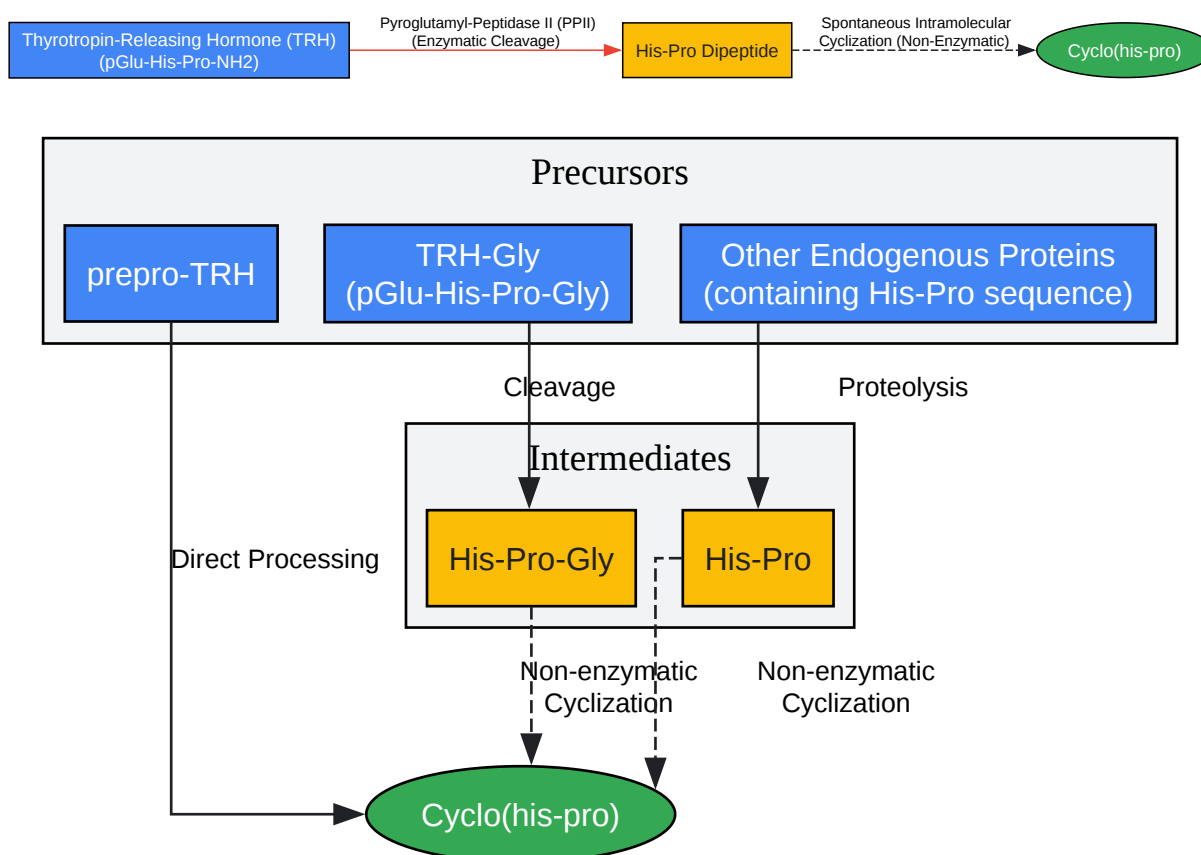 Thyrotropin-Releasing Hormone (TRH)
(pGlu-His-Pro-NH2)
Pyroglutamyl-Peptidase II (PPII)
(Enzymatic Cleavage)
His-Pro Dipeptide
Spontaneous Intramolecular
Cyclization (Non-Enzymatic)
Cyclo(his-pro)
Precursors
prepro-TRH
TRH-Gly
(pGlu-His-Pro-Gly)
Other Endogenous Proteins
(containing His-Pro sequence)
Cleavage
Proteolysis
Intermediates
His-Pro-Gly
His-Pro
Direct Processing
Non-enzymatic
Cyclization
Non-enzymatic
Cyclization
Cyclo(his-pro)